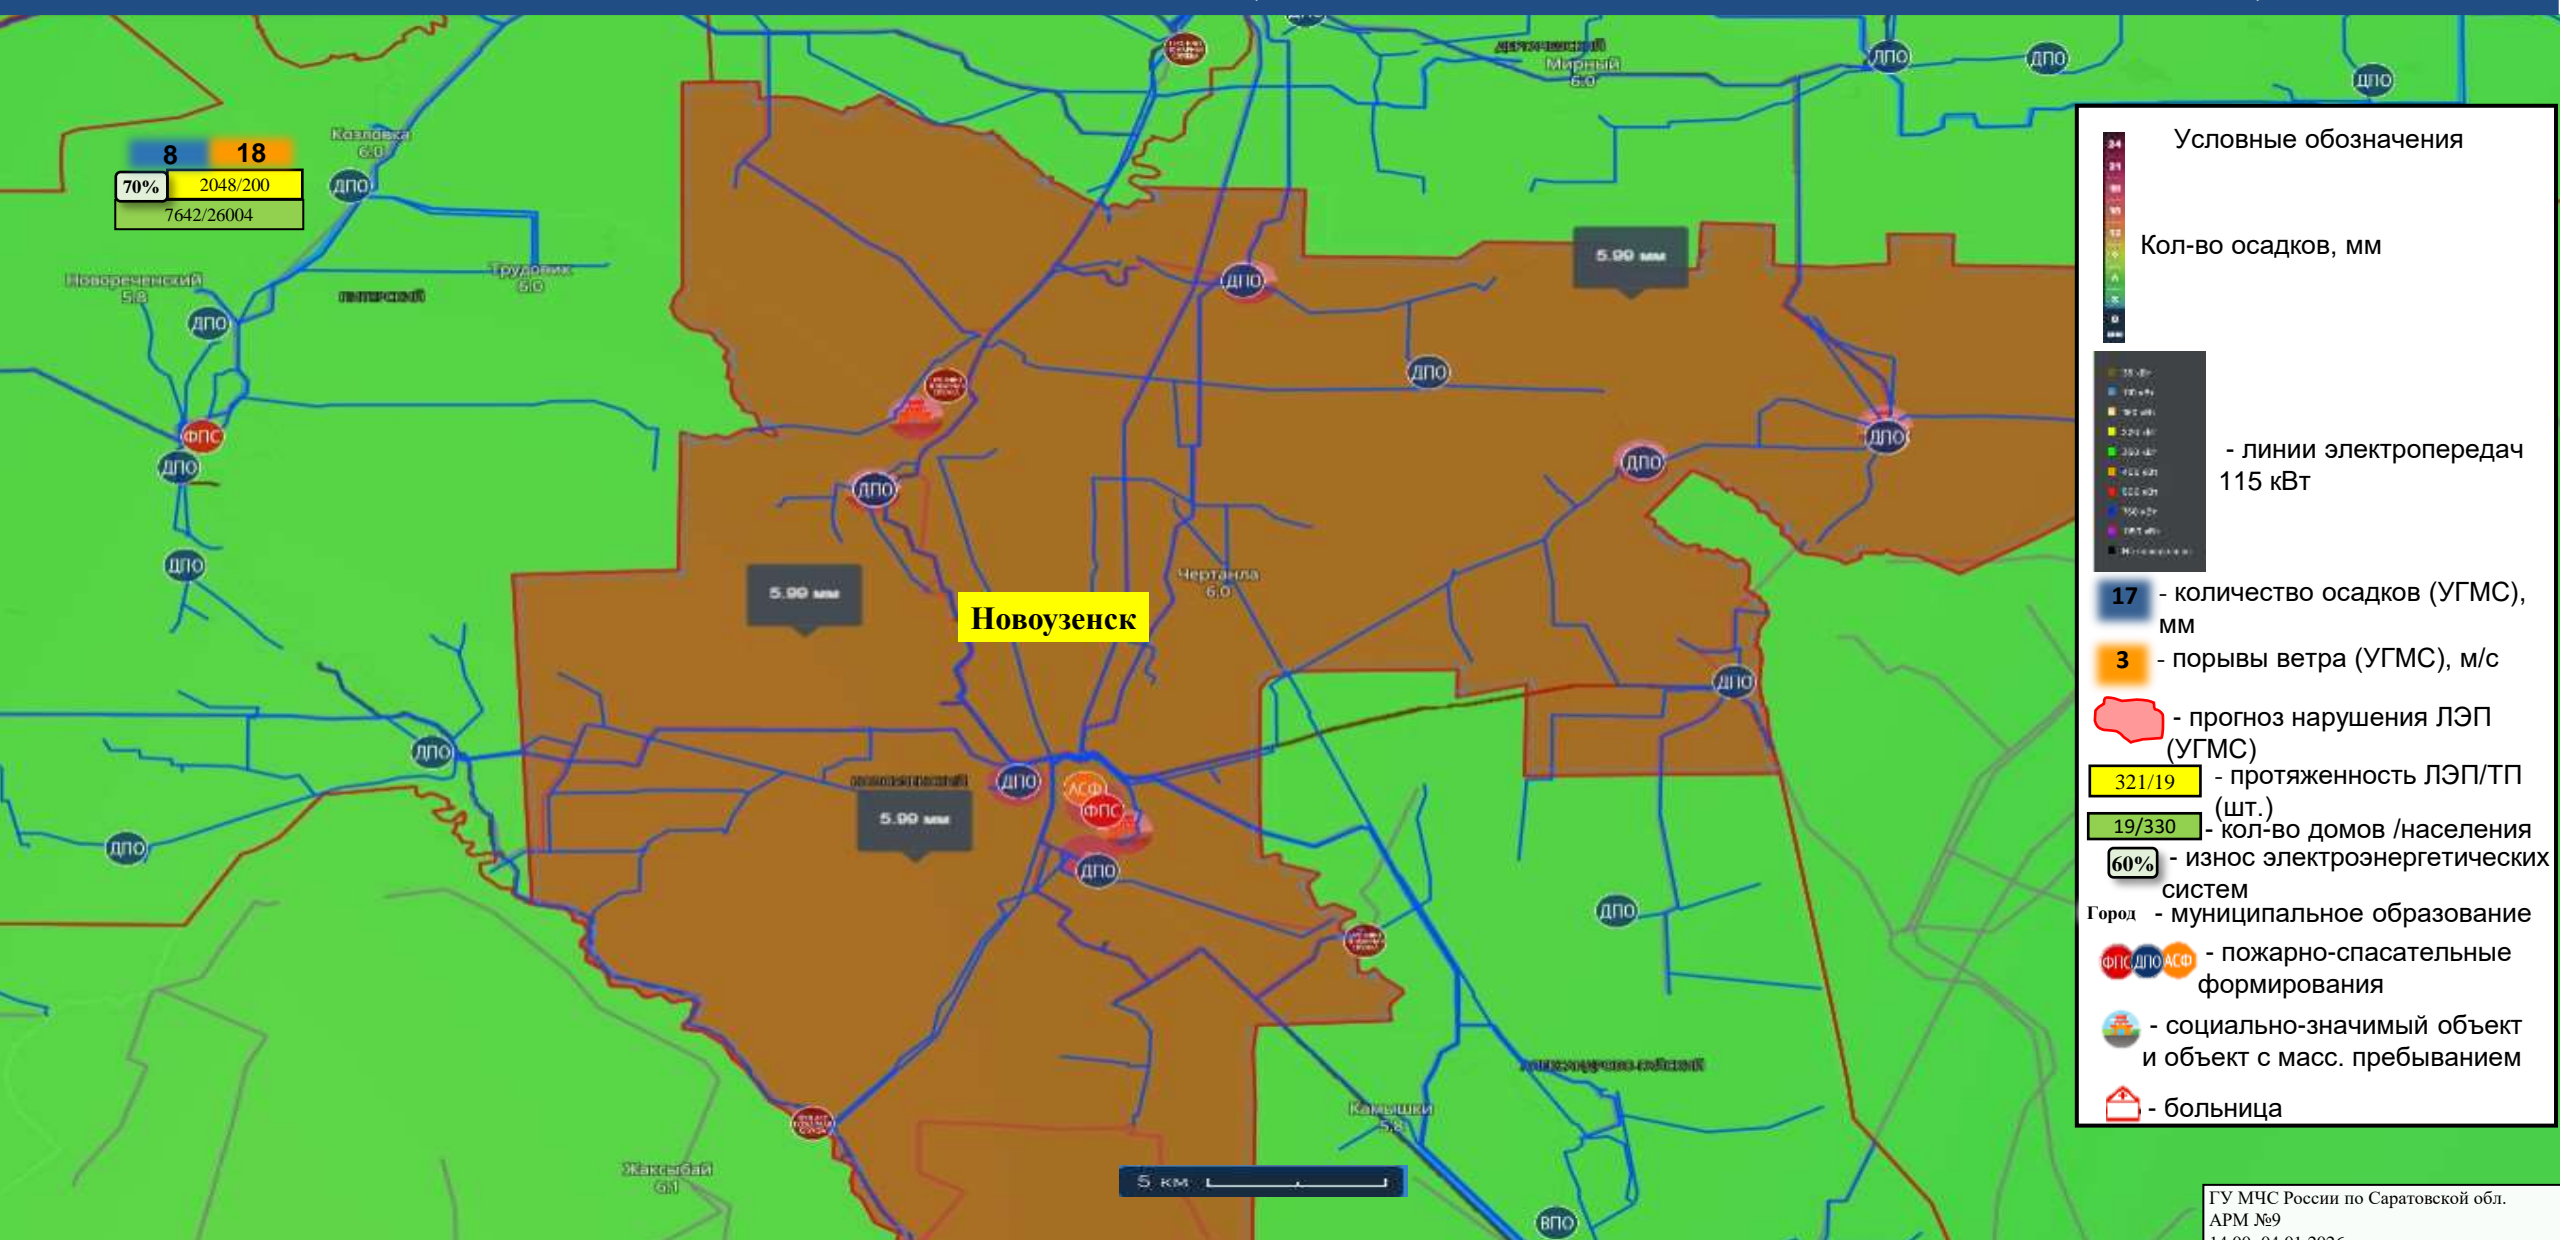 ДПО
Мирный
6.0
ДПО
ДПО
ДПО
Козловка
6.0
8 18
70% 2048/200
7642/26004
ДПО
Новореченский
5.8
Трудовик
6.0
ДПО
ФПС
ДПО
ДПО
ДПО
ДПО
5.99 мм
ДПО
ДПО
ДПО
ДПО
ДПО
5.99 мм
Чертанла
6.0
Новоузенск
ДПО
ДПО
АСФ
ФПС
5.99 мм
ДПО
ДПО
Камышки
5.8
Жаксыбай
6.1
5 км
ВПО
Условные обозначения
Кол-во осадков, мм
- линии электропередач
115 кВт
17 - количество осадков (УГМС),
мм
3 - порывы ветра (УГМС), м/с
- прогноз нарушения ЛЭП
(УГМС)
321/19 - протяженность ЛЭП/ТП
(шт.)
19/330 - кол-во домов /населения
60% - износ электроэнергетических
систем
Город - муниципальное образование
ФПС ДПО АСФ - пожарно-спасательные
формирования
- социально-значимый объект
и объект с масс. пребыванием
- больница
ГУ МЧС России по Саратовской обл.
АРМ №9